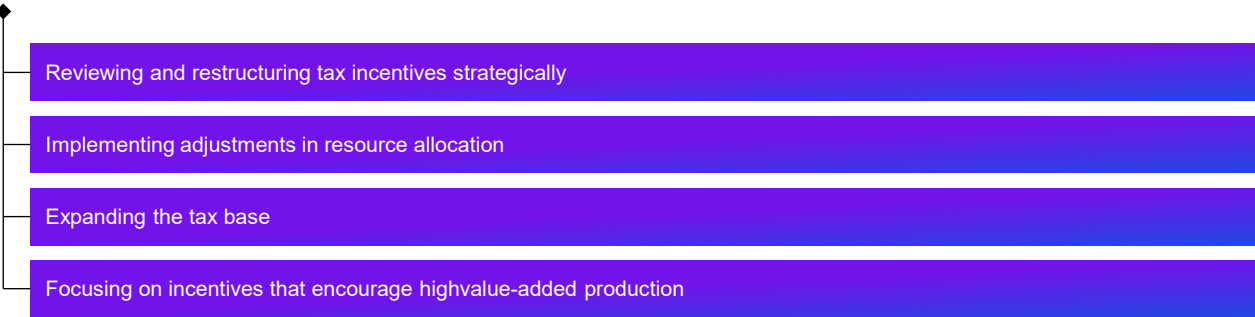 Reviewing and restructuring tax incentives strategically
Implementing adjustments in resource allocation
Expanding the tax base
Focusing on incentives that encourage highvalue-added production